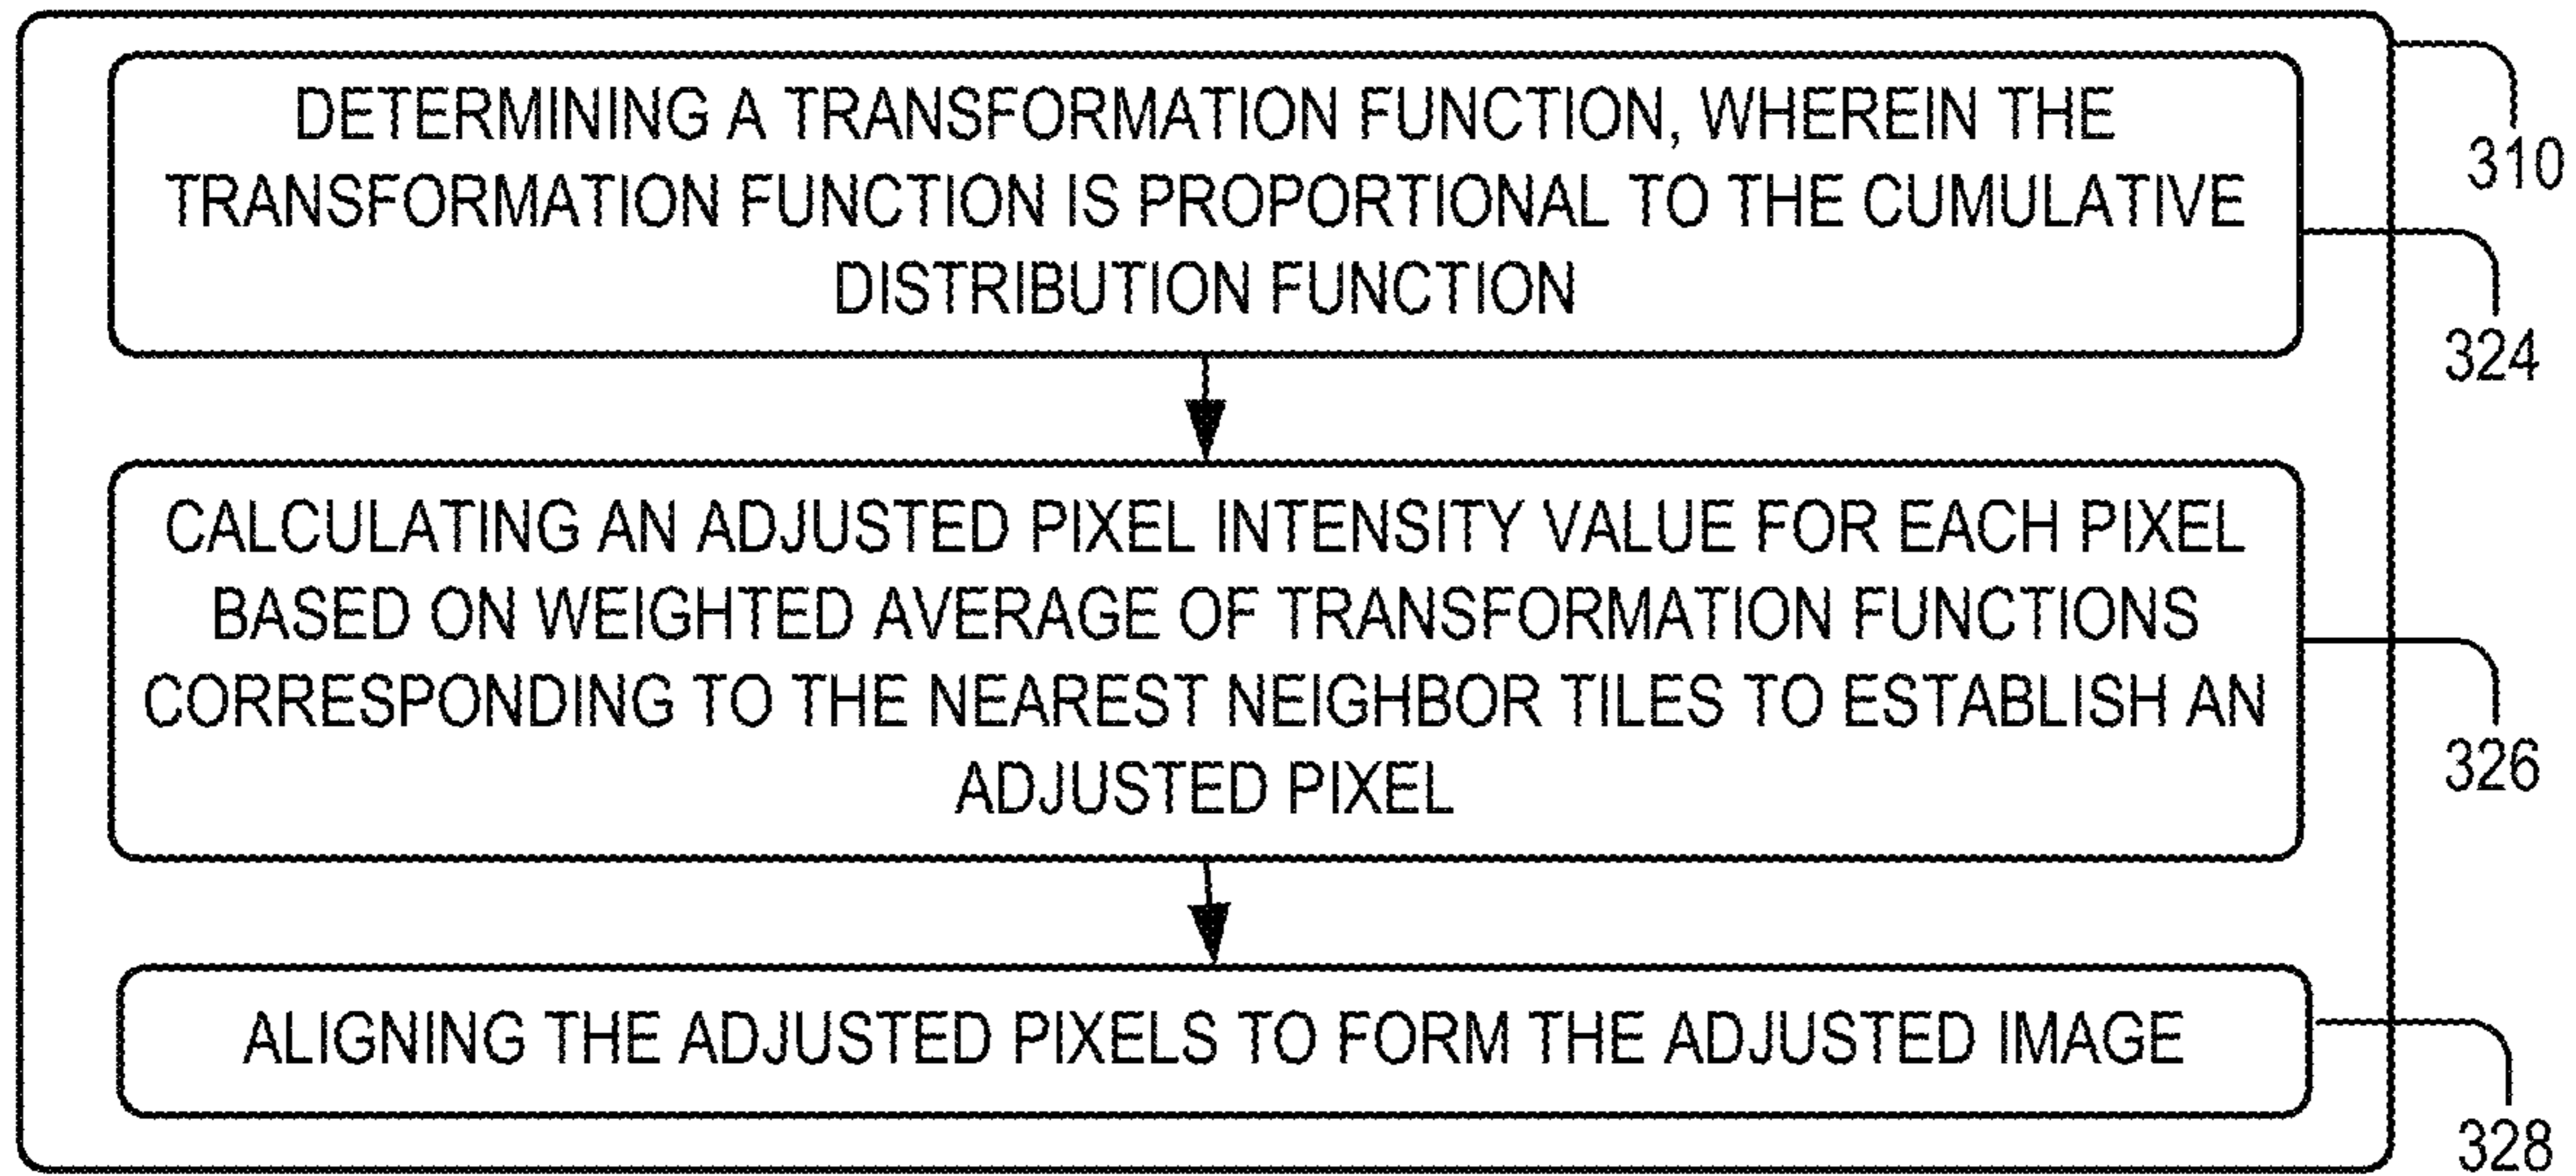 DETERMINING A TRANSFORMATION FUNCTION, WHEREIN THE
TRANSFORMATION FUNCTION IS PROPORTIONAL TO THE CUMULATIVE
DISTRIBUTION FUNCTION
310
324
CALCULATING AN ADJUSTED PIXEL INTENSITY VALUE FOR EACH PIXEL
BASED ON WEIGHTED AVERAGE OF TRANSFORMATION FUNCTIONS
CORRESPONDING TO THE NEAREST NEIGHBOR TILES TO ESTABLISH AN
ADJUSTED PIXEL
326
ALIGNING THE ADJUSTED PIXELS TO FORM THE ADJUSTED IMAGE
328